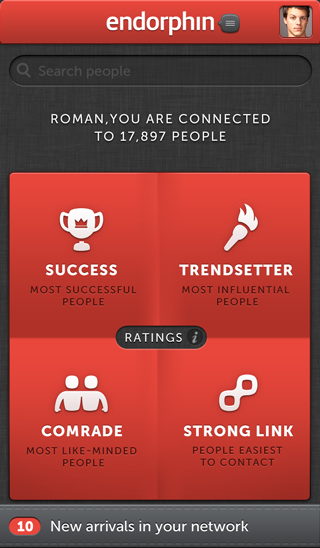 endorphin
Search people
ROMAN,YOU ARE CONNECTED
TO 17,897 PEOPLE
SUCCESS
MOST SUCCESSFUL
PEOPLE
TRENDSETTER
MOST INFLUENTIAL
PEOPLE
RATINGS i
COMRADE
MOST LIKE-MINDED
PEOPLE
STRONG LINK
PEOPLE EASIEST
TO CONTACT
10 New arrivals in your network